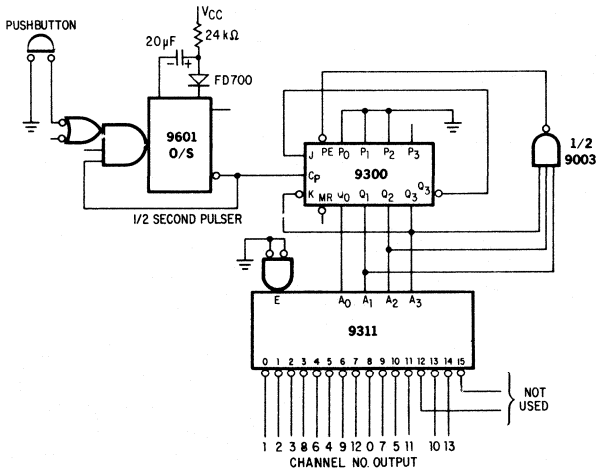 PUSHBUTTON
VCC
20µF
24kΩ
- +
FD700
9601
O/S
1/2 SECOND PULSER
J PE P0 P1 P2 P3
9300
CP
K MR Q0 Q1 Q2 Q3 Q3
1/2
9003
E A0 A1 A2 A3
9311
0 1 2 3 4 5 6 7 8 9 10 11 12 13 14 15
NOT
USED
1 2 3 8 6 4 9 12 0 7 5 11 10 13
CHANNEL NO. OUTPUT